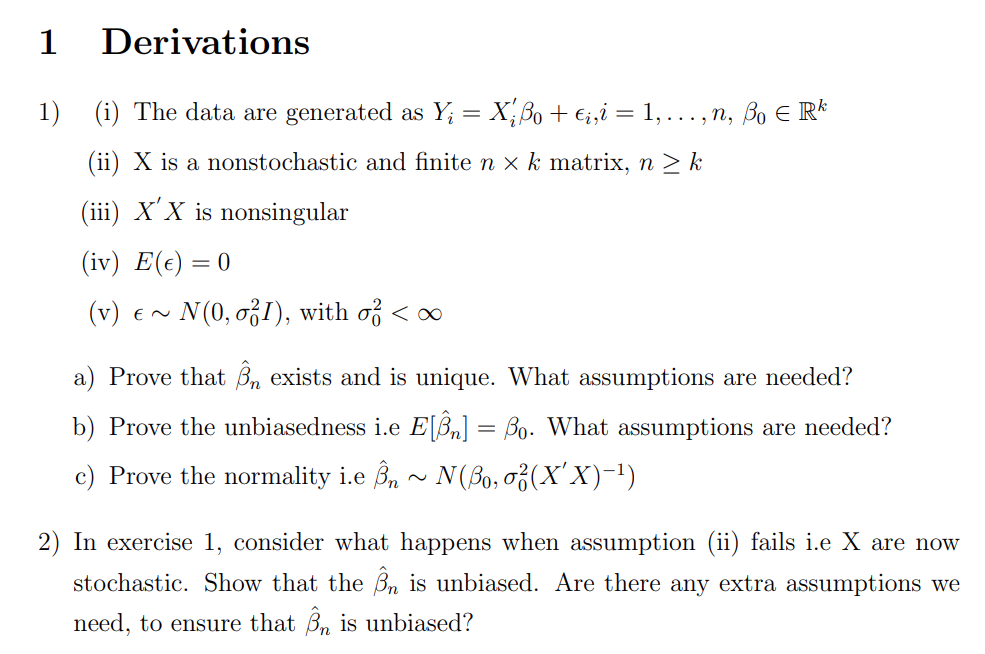 1 Derivations
1) (i) The data are generated as $Y_i = X_i'\beta_0 + \epsilon_i$,$i = 1, \ldots, n$, $\beta_0 \in \mathbb{R}^k$
(ii) X is a nonstochastic and finite $n \times k$ matrix, $n \geq k$
(iii) $X'X$ is nonsingular
(iv) $E(\epsilon) = 0$
(v) $\epsilon \sim N(0, \sigma_0^2 I)$, with $\sigma_0^2 < \infty$
a) Prove that $\hat{\beta}_n$ exists and is unique. What assumptions are needed?
b) Prove the unbiasedness i.e $E[\hat{\beta}_n] = \beta_0$. What assumptions are needed?
c) Prove the normality i.e $\hat{\beta}_n \sim N(\beta_0, \sigma_0^2 (X'X)^{-1})$
2) In exercise 1, consider what happens when assumption (ii) fails i.e X are now
stochastic. Show that the $\hat{\beta}_n$ is unbiased. Are there any extra assumptions we
need, to ensure that $\hat{\beta}_n$ is unbiased?